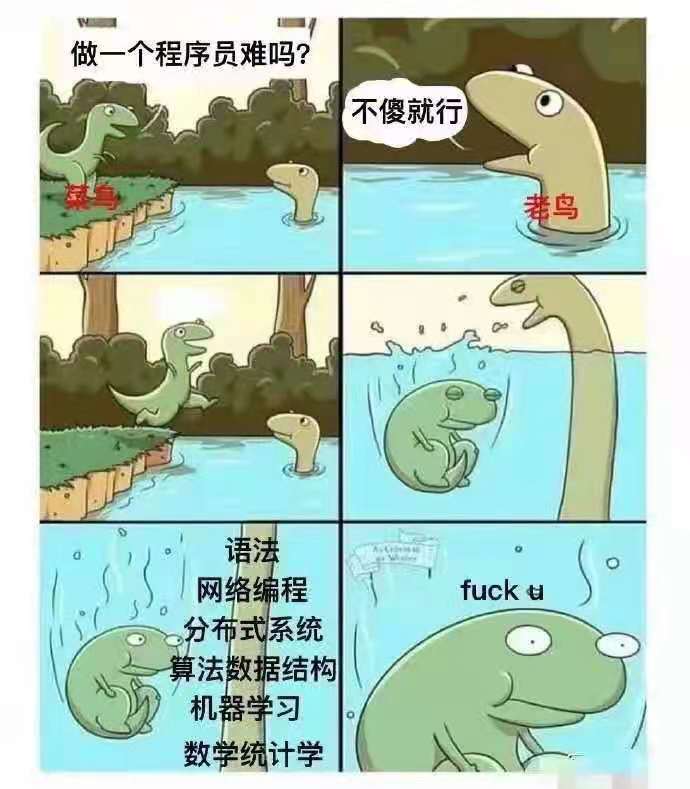 做一个程序员难吗?
菜鸟
不傻就行
老鸟
语法
网络编程
分布式系统
算法数据结构
机器学习
数学统计学
fuck u